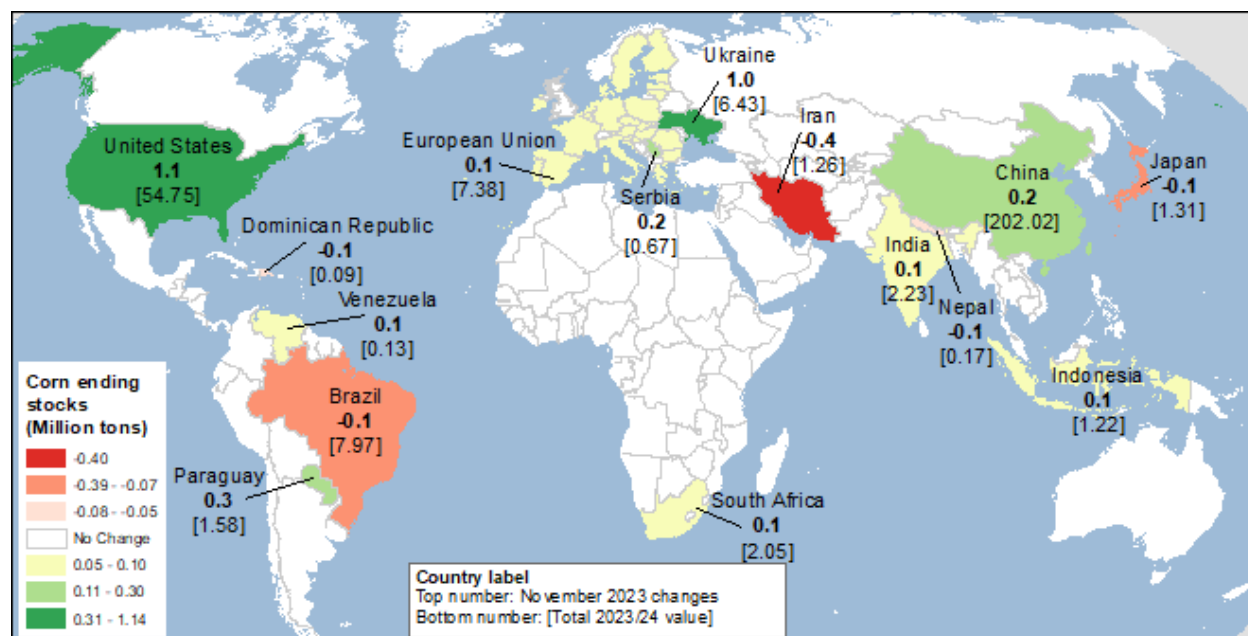 Ukraine
1.0
[6.43]
Iran
-0.4
[1.26]
European Union
0.1
[7.38]
United States
1.1
[54.75]
Serbia
0.2
[0.67]
China
0.2
[202.02]
Japan
-0.1
[1.31]
Dominican Republic
-0.1
[0.09]
India
0.1
[2.23]
Venezuela
0.1
[0.13]
Nepal
-0.1
[0.17]
Indonesia
0.1
[1.22]
Brazil
-0.1
[7.97]
Paraguay
0.3
[1.58]
South Africa
0.1
[2.05]
Corn ending
stocks
(Million tons)
-0.40
-0.39 - -0.07
-0.08 - -0.05
No Change
0.05 - 0.10
0.11 - 0.30
0.31 - 1.14
Country label
Top number: November 2023 changes
Bottom number: [Total 2023/24 value]